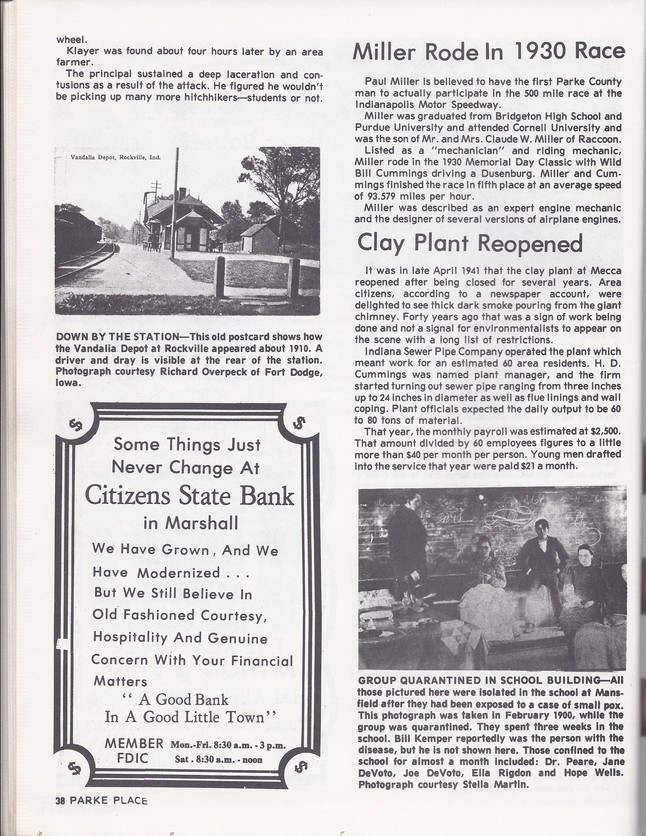 wheel.
Klayer was found about four hours later by an area
farmer.
The principal sustained a deep laceration and con-
tusions as a result of the attack. He figured he wouldn't
be picking up many more hitchhikers—students or not.
Vandalia Depot, Rockville, Ind.
DOWN BY THE STATION—This old postcard shows how
the Vandalia Depot at Rockville appeared about 1910. A
driver and dray is visible at the rear of the station.
Photograph courtesy Richard Overpeck of Fort Dodge,
Iowa.
Some Things Just
Never Change At
Citizens State Bank
in Marshall
We Have Grown, And We
Have Modernized . . .
But We Still Believe In
Old Fashioned Courtesy,
Hospitality And Genuine
Concern With Your Financial
Matters
“ A Good Bank
In A Good Little Town”
MEMBER Mon.-Fri. 8:30 a.m. - 3 p.m.
FDIC Sat. 8:30 a.m. - noon
38 PARKE PLACE
Miller Rode In 1930 Race
Paul Miller is believed to have the first Parke County
man to actually participate in the 500 mile race at the
Indianapolis Motor Speedway.
Miller was graduated from Bridgeton High School and
Purdue University and attended Cornell University and
was the son of Mr. and Mrs. Claude W. Miller of Raccoon.
Listed as a "mechanician" and riding mechanic,
Miller rode in the 1930 Memorial Day Classic with Wild
Bill Cummings driving a Dusenburg. Miller and Cum-
mings finished the race in fifth place at an average speed
of 93.579 miles per hour.
Miller was described as an expert engine mechanic
and the designer of several versions of airplane engines.
Clay Plant Reopened
It was in late April 1941 that the clay plant at Mecca
reopened after being closed for several years. Area
citizens, according to a newspaper account, were
delighted to see thick dark smoke pouring from the giant
chimney. Forty years ago that was a sign of work being
done and not a signal for environmentalists to appear on
the scene with a long list of restrictions.
Indiana Sewer Pipe Company operated the plant which
meant work for an estimated 60 area residents. H. D.
Cummings was named plant manager, and the firm
started turning out sewer pipe ranging from three inches
up to 24 inches in diameter as well as flue linings and wall
coping. Plant officials expected the daily output to be 60
to 80 tons of material.
That year, the monthly payroll was estimated at $2,500.
That amount divided by 60 employees figures to a little
more than $40 per month per person. Young men drafted
into the service that year were paid $21 a month.
GROUP QUARANTINED IN SCHOOL BUILDING—All
those pictured here were isolated in the school at Mans-
field after they had been exposed to a case of small pox.
This photograph was taken in February 1900, while the
group was quarantined. They spent three weeks in the
school. Bill Kemper reportedly was the person with the
disease, but he is not shown here. Those confined to the
school for almost a month included: Dr. Peare, Jane
DeVoto, Joe DeVoto, Ella Rigdon and Hope Wells.
Photograph courtesy Stella Martin.